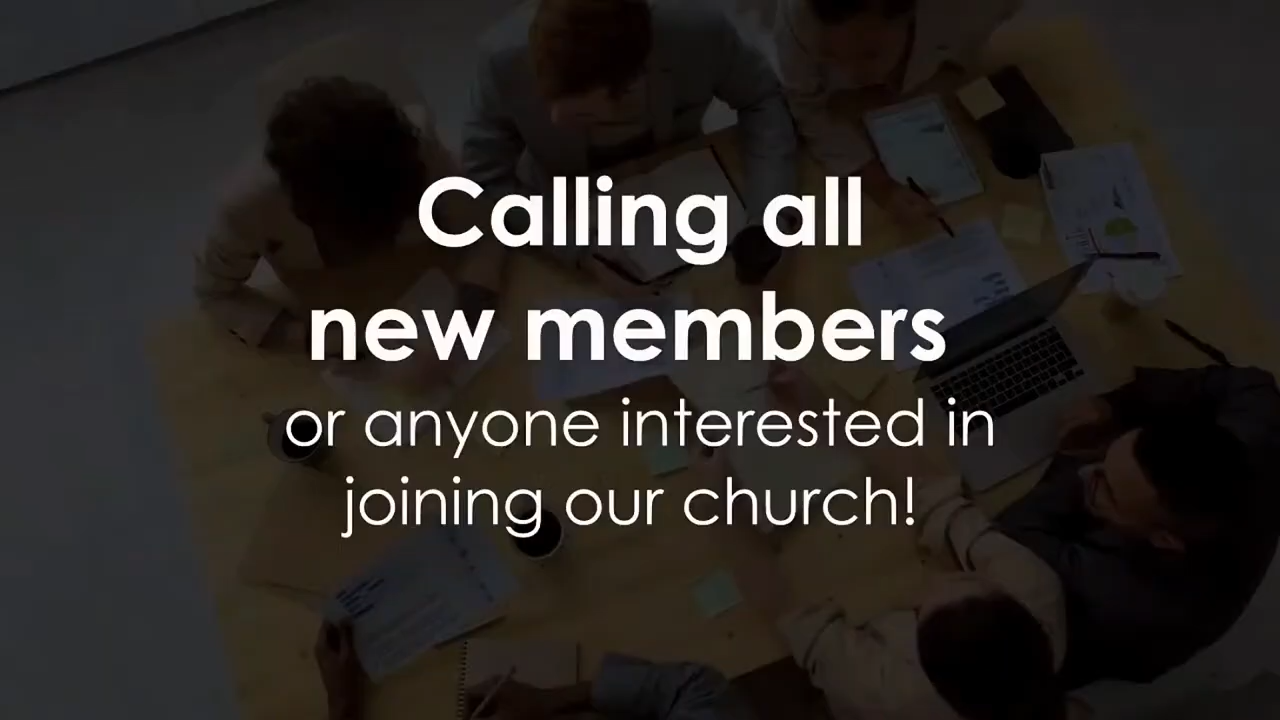 Calling all
new members
or anyone interested in
joining our church!